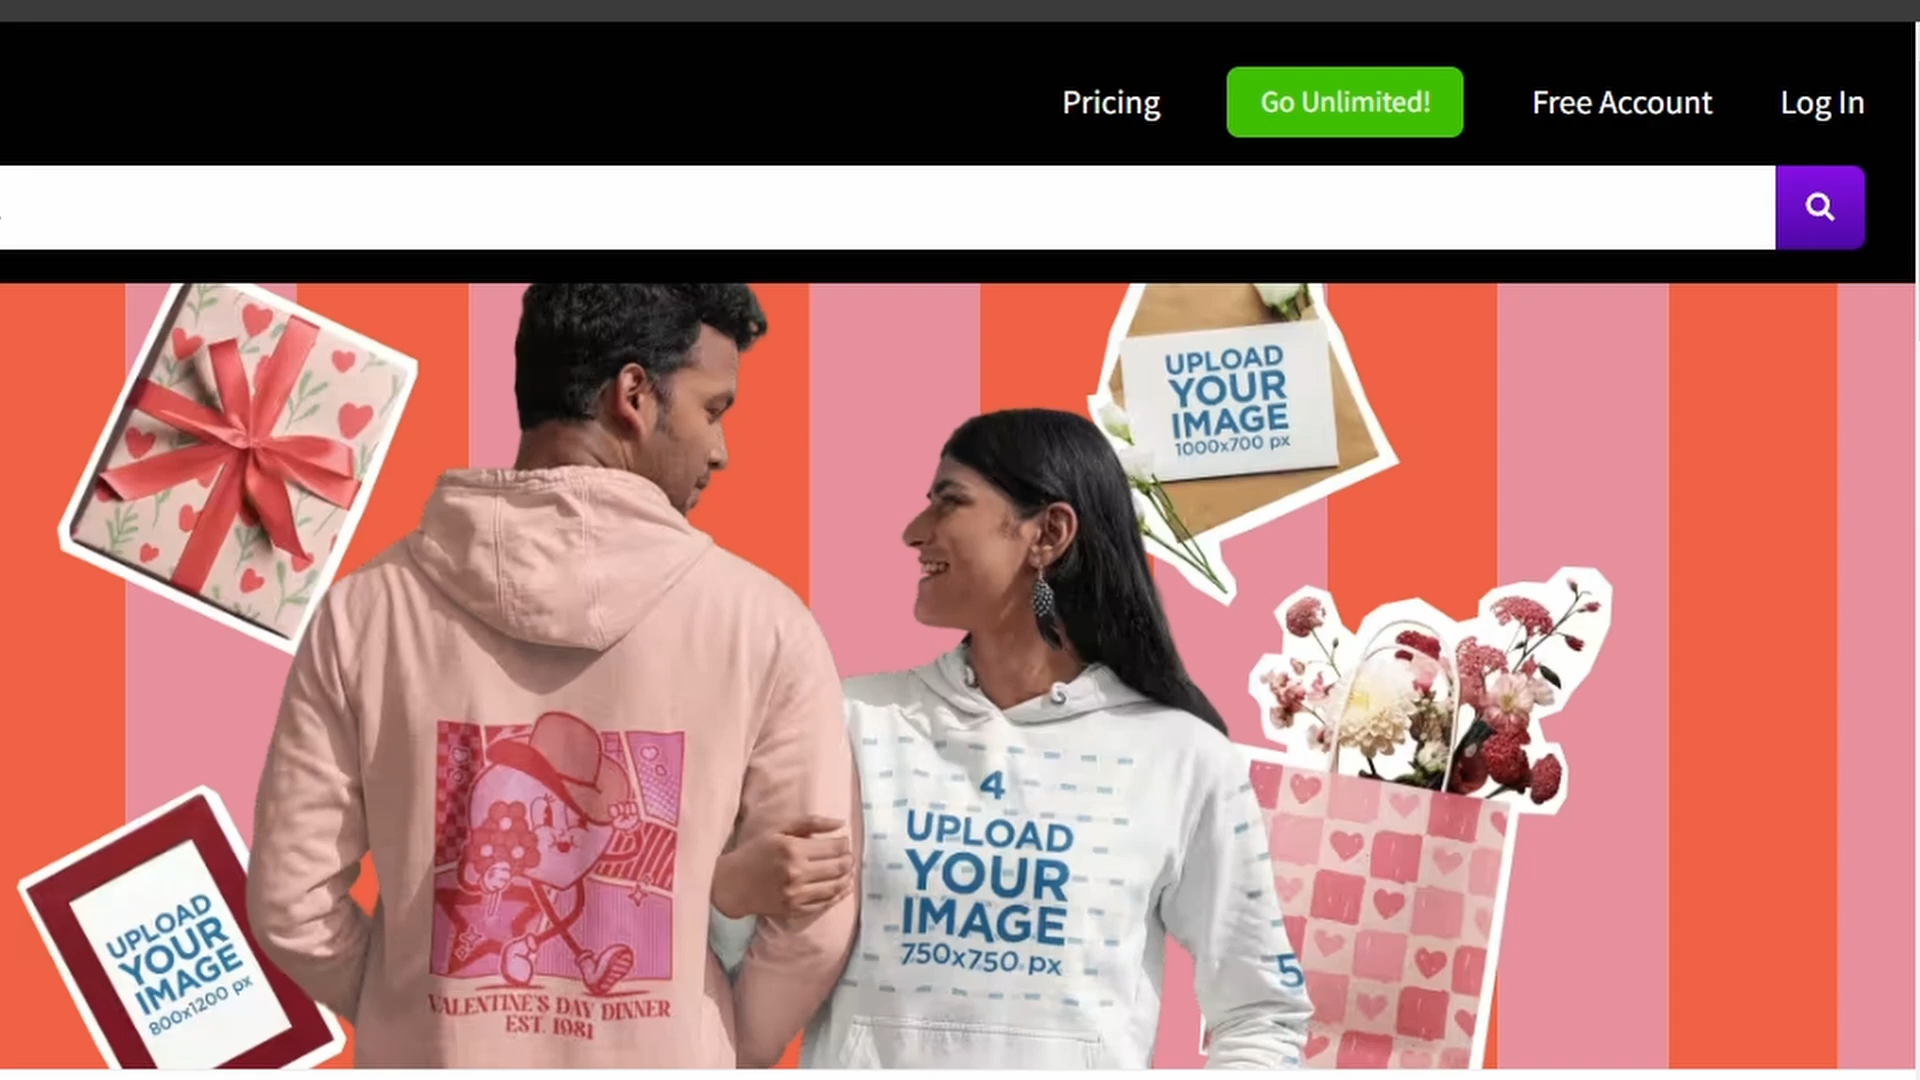 Pricing
Go Unlimited!
Free Account
Log In
UPLOAD
YOUR
IMAGE
1000x700 px
4
UPLOAD
YOUR
IMAGE
750x750 px
5
VALENTINE'S DAY DINNER
EST. 1981
UPLOAD
YOUR
IMAGE
800x1200 px